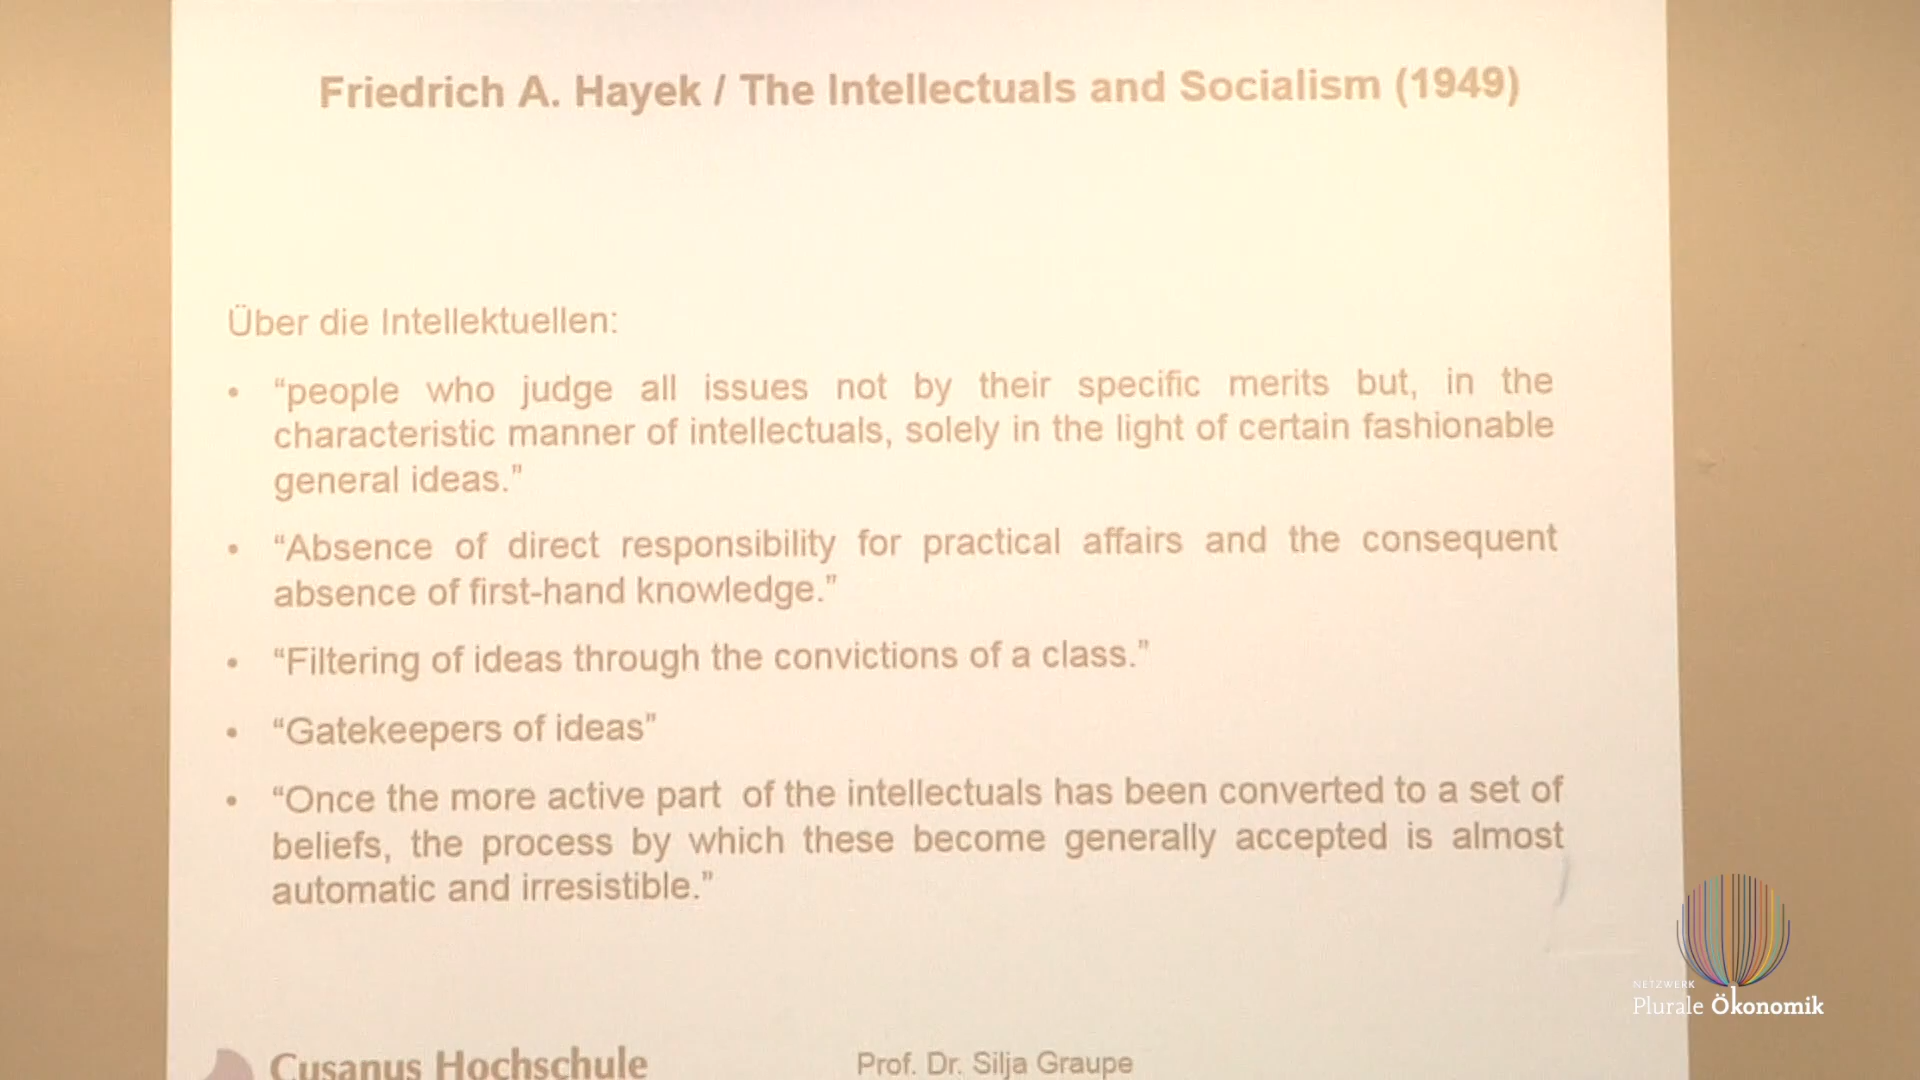 Friedrich A. Hayek / The Intellectuals and Socialism (1949)
Über die Intellektuellen:
• “people who judge all issues not by their specific merits but, in the
characteristic manner of intellectuals, solely in the light of certain fashionable
general ideas.”
• “Absence of direct responsibility for practical affairs and the consequent
absence of first-hand knowledge.”
• “Filtering of ideas through the convictions of a class.”
• “Gatekeepers of ideas”
• “Once the more active part of the intellectuals has been converted to a set of
beliefs, the process by which these become generally accepted is almost
automatic and irresistible.”
Cusanus Hochschule
Prof. Dr. Silja Graupe
NETZWERK
Plurale Ökonomik